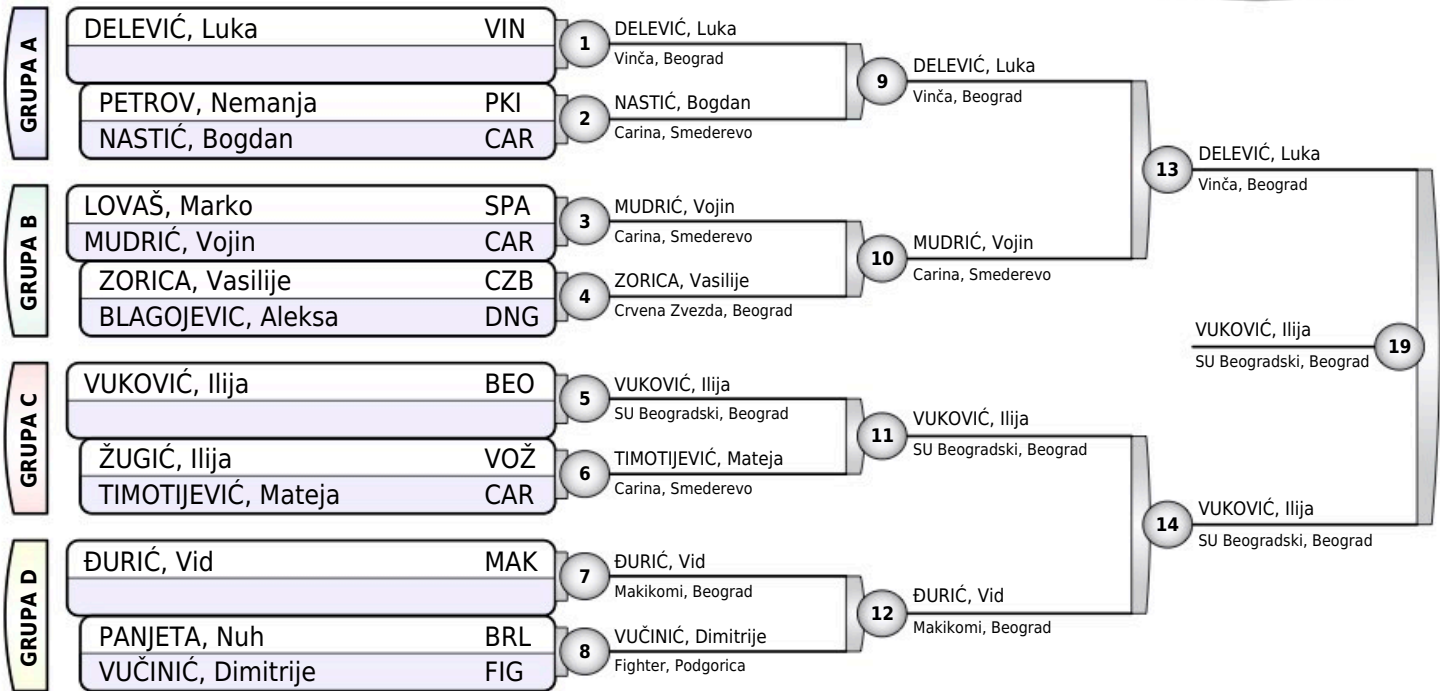 GRUPA A
DELEVIĆ, Luka VIN
PETROV, Nemanja PKI
NASTIĆ, Bogdan CAR
GRUPA B
LOVAŠ, Marko SPA
MUDRIĆ, Vojin CAR
ZORICA, Vasilije CZB
BLAGOJEVIC, Aleksa DNG
GRUPA C
VUKOVIĆ, Ilija BEO
ŽUGIĆ, Ilija VOŽ
TIMOTIJEVIĆ, Mateja CAR
GRUPA D
ĐURIĆ, Vid MAK
PANJETA, Nuh BRL
VUČINIĆ, Dimitrije FIG
1 DELEVIĆ, Luka
Vinča, Beograd
2 NASTIĆ, Bogdan
Carina, Smederevo
3 MUDRIĆ, Vojin
Carina, Smederevo
4 ZORICA, Vasilije
Crvena Zvezda, Beograd
5 VUKOVIĆ, Ilija
SU Beogradski, Beograd
6 TIMOTIJEVIĆ, Mateja
Carina, Smederevo
7 ĐURIĆ, Vid
Makikomi, Beograd
8 VUČINIĆ, Dimitrije
Fighter, Podgorica
9 DELEVIĆ, Luka
Vinča, Beograd
10 MUDRIĆ, Vojin
Carina, Smederevo
11 VUKOVIĆ, Ilija
SU Beogradski, Beograd
12 ĐURIĆ, Vid
Makikomi, Beograd
13 DELEVIĆ, Luka
Vinča, Beograd
14 VUKOVIĆ, Ilija
SU Beogradski, Beograd
VUKOVIĆ, Ilija 19
SU Beogradski, Beograd